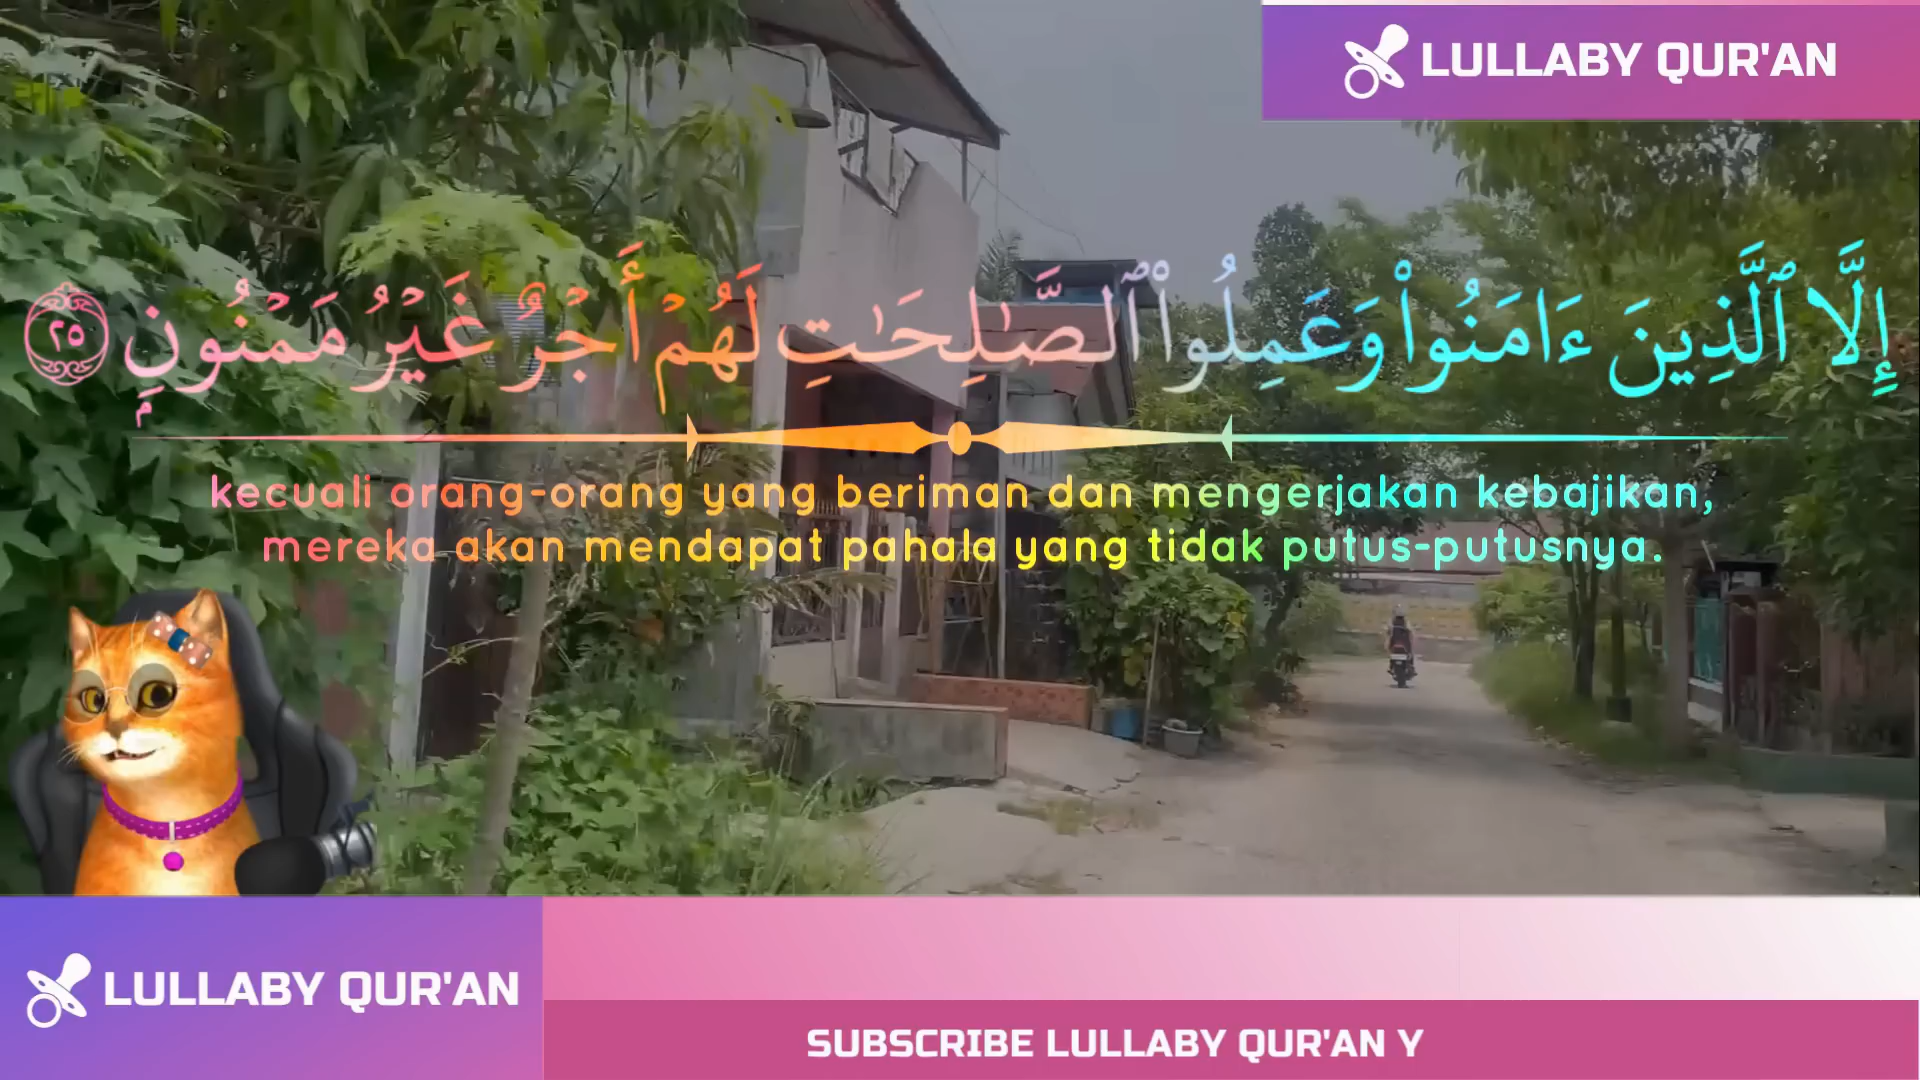 LULLABY QUR'AN
إِلَّا ٱلَّذِينَ ءَامَنُوا۟ وَعَمِلُوا۟ ٱلصَّـٰلِحَـٰتِ لَهُمْ أَجْرٌ غَيْرُ مَمْنُونٍۭ ٢٥
kecuali orang-orang yang beriman dan mengerjakan kebajikan,
mereka akan mendapat pahala yang tidak putus-putusnya.
LULLABY QUR'AN
SUBSCRIBE LULLABY QUR'AN Y